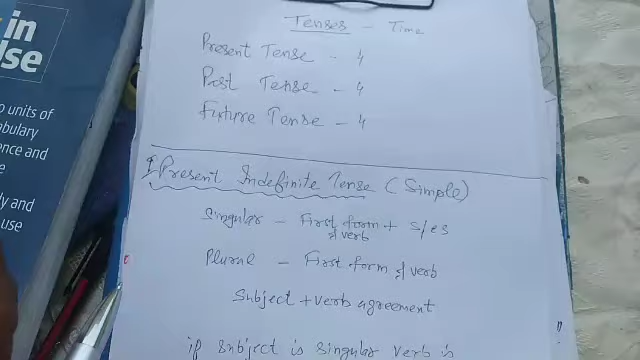 in
lse
o units of
abulary
ence and
e
y and
use
Tenses - Time
Present Tense - 4
Past Tense - 4
Future Tense - 4
I Present Indefinite Tense (Simple)
Singular - First form + s/es
of verb
Plural - First form of verb
Subject + verb agreement
if subject is singular verb is